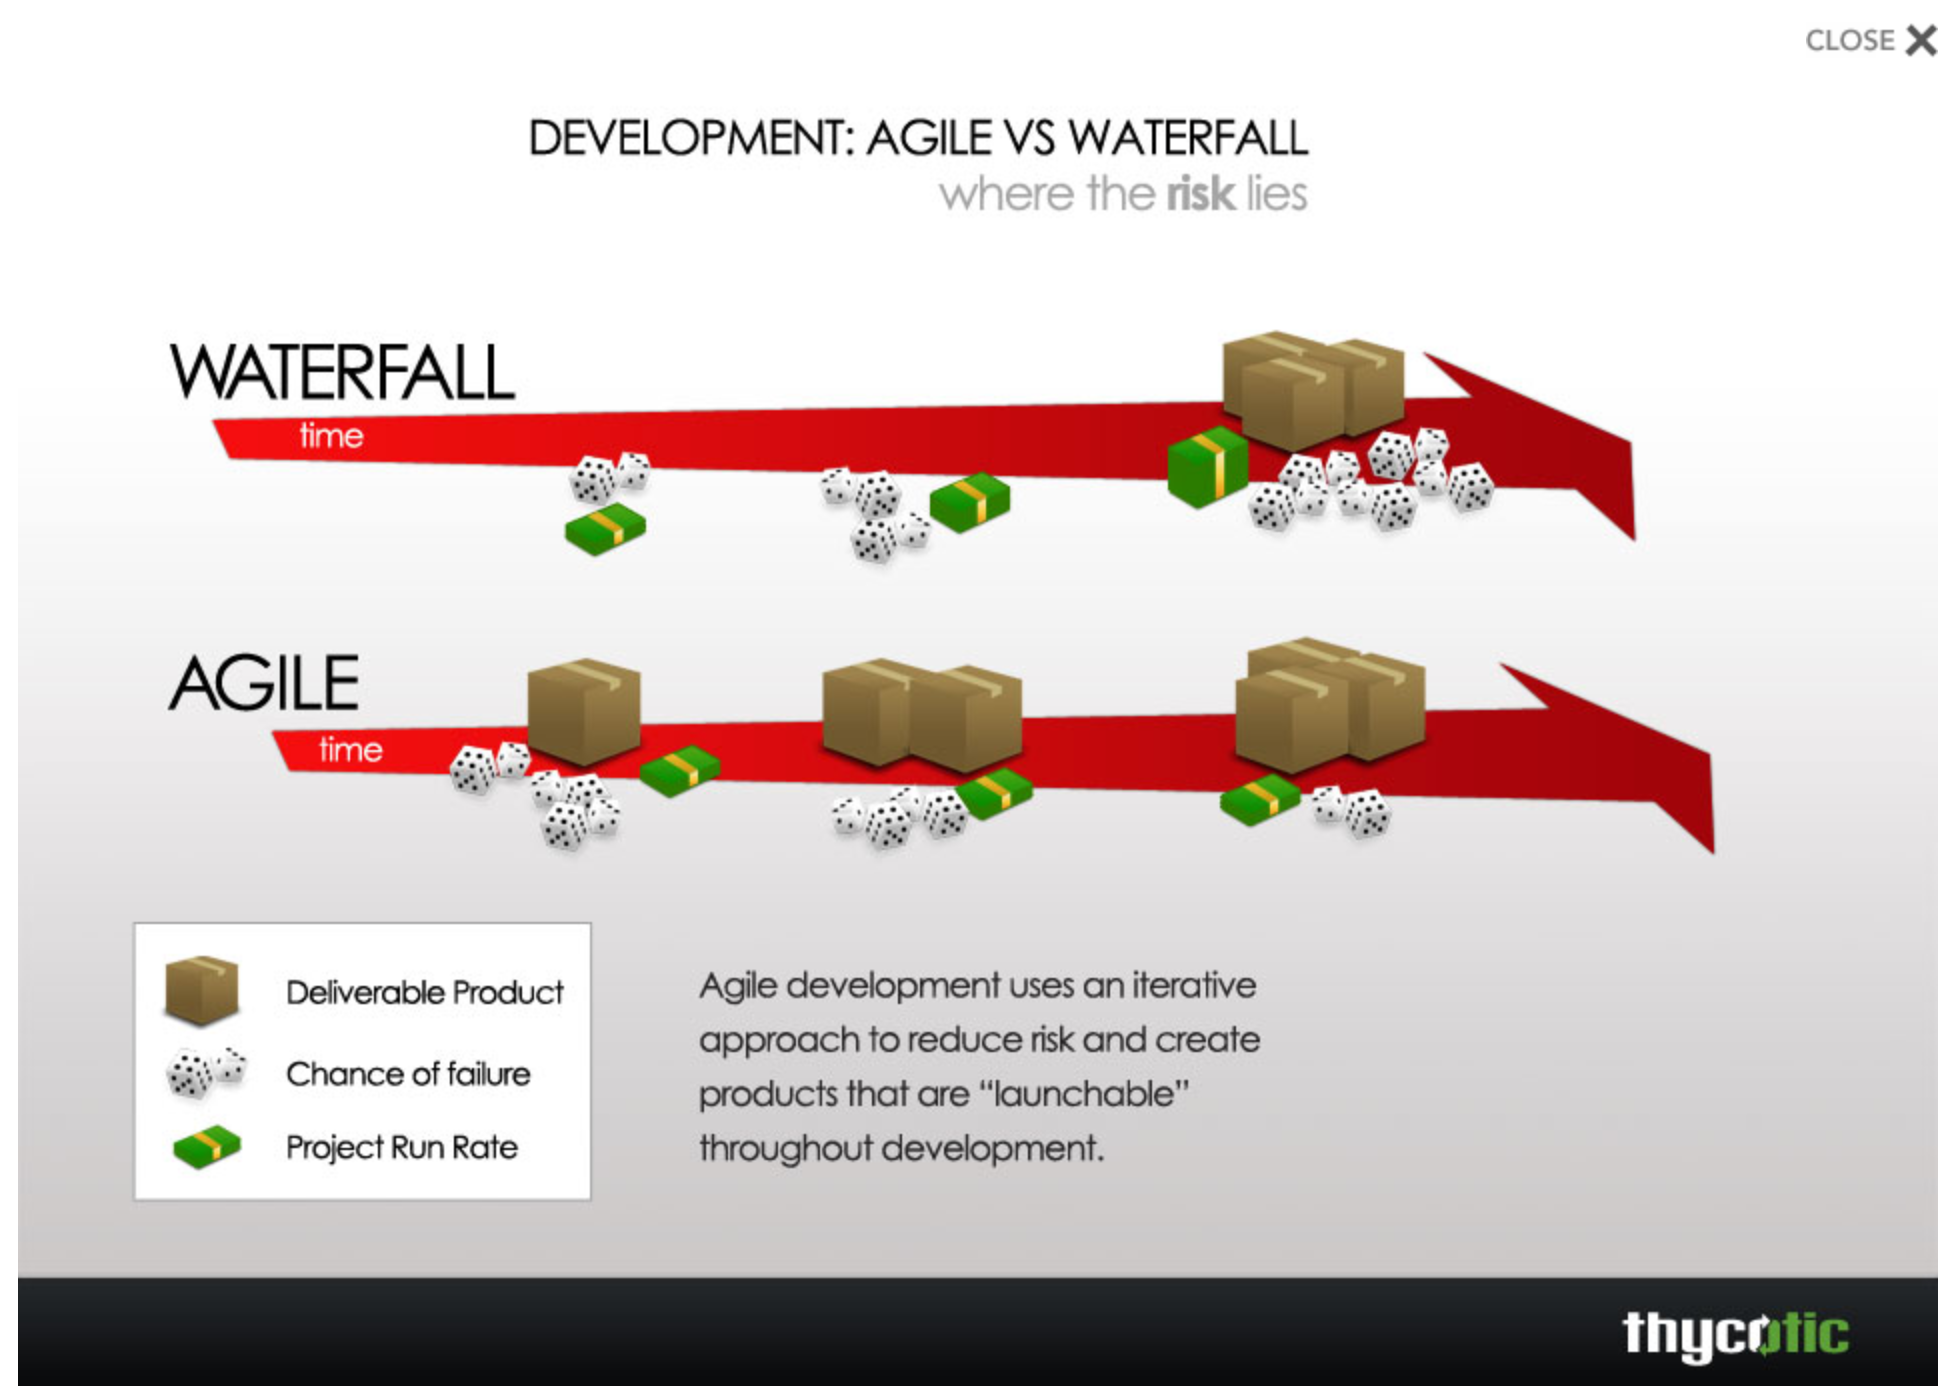 CLOSE
DEVELOPMENT: AGILE VS WATERFALL
where the risk lies
WATERFALL
time
AGILE
time
Deliverable Product
Chance of failure
Project Run Rate
Agile development uses an iterative
approach to reduce risk and create
products that are “launchable”
throughout development.
thycotic